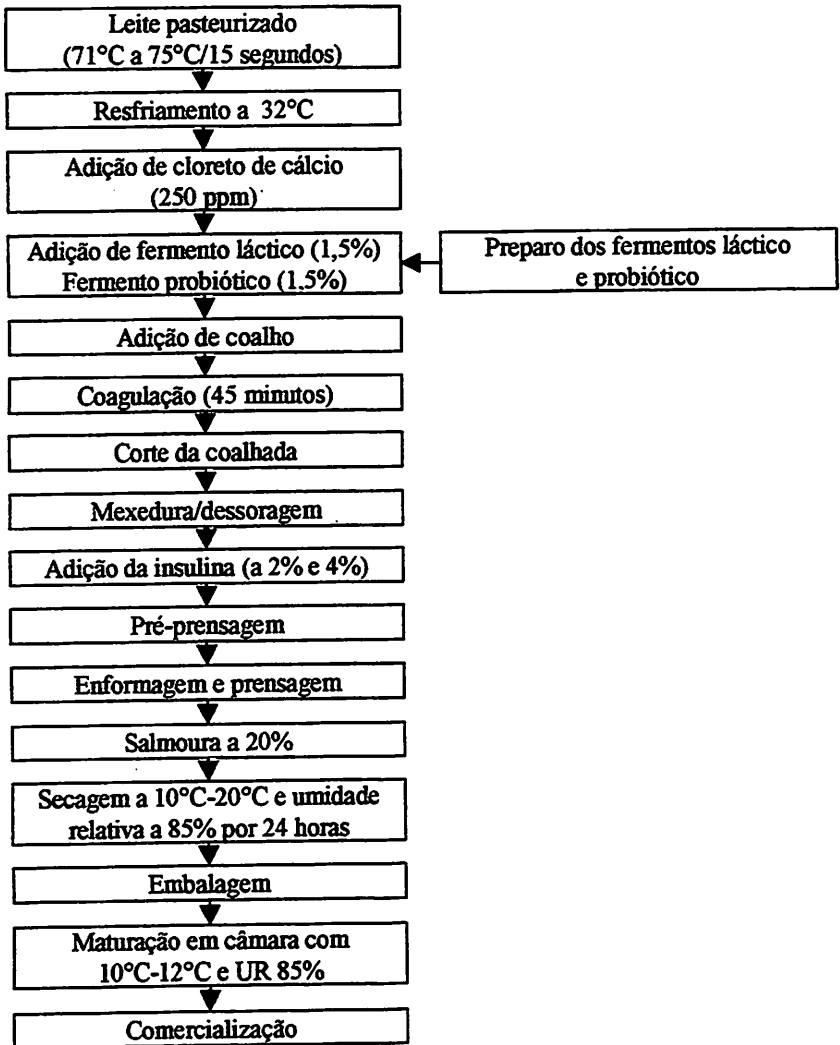 Leite pasteurizado
(71°C a 75°C/15 segundos)
Resfriamento a 32°C
Adição de cloreto de cálcio
(250 ppm)
Adição de fermento láctico (1,5%)
Fermento probiótico (1.5%)
Preparo dos fermentos láctico
e probiótico
Adição de coalho
Coagulação (45 minutos)
Corte da coalhada
Mexedura/dessoragem
Adição da insulina (a 2% e 4%)
Pré-prensagem
Enformagem e prensagem
Salmoura a 20%
Secagem a 10°C-20°C e umidade
relativa a 85% por 24 horas
Embalagem
Maturação em câmara com
10°C-12°C e UR 85%
Comercialização